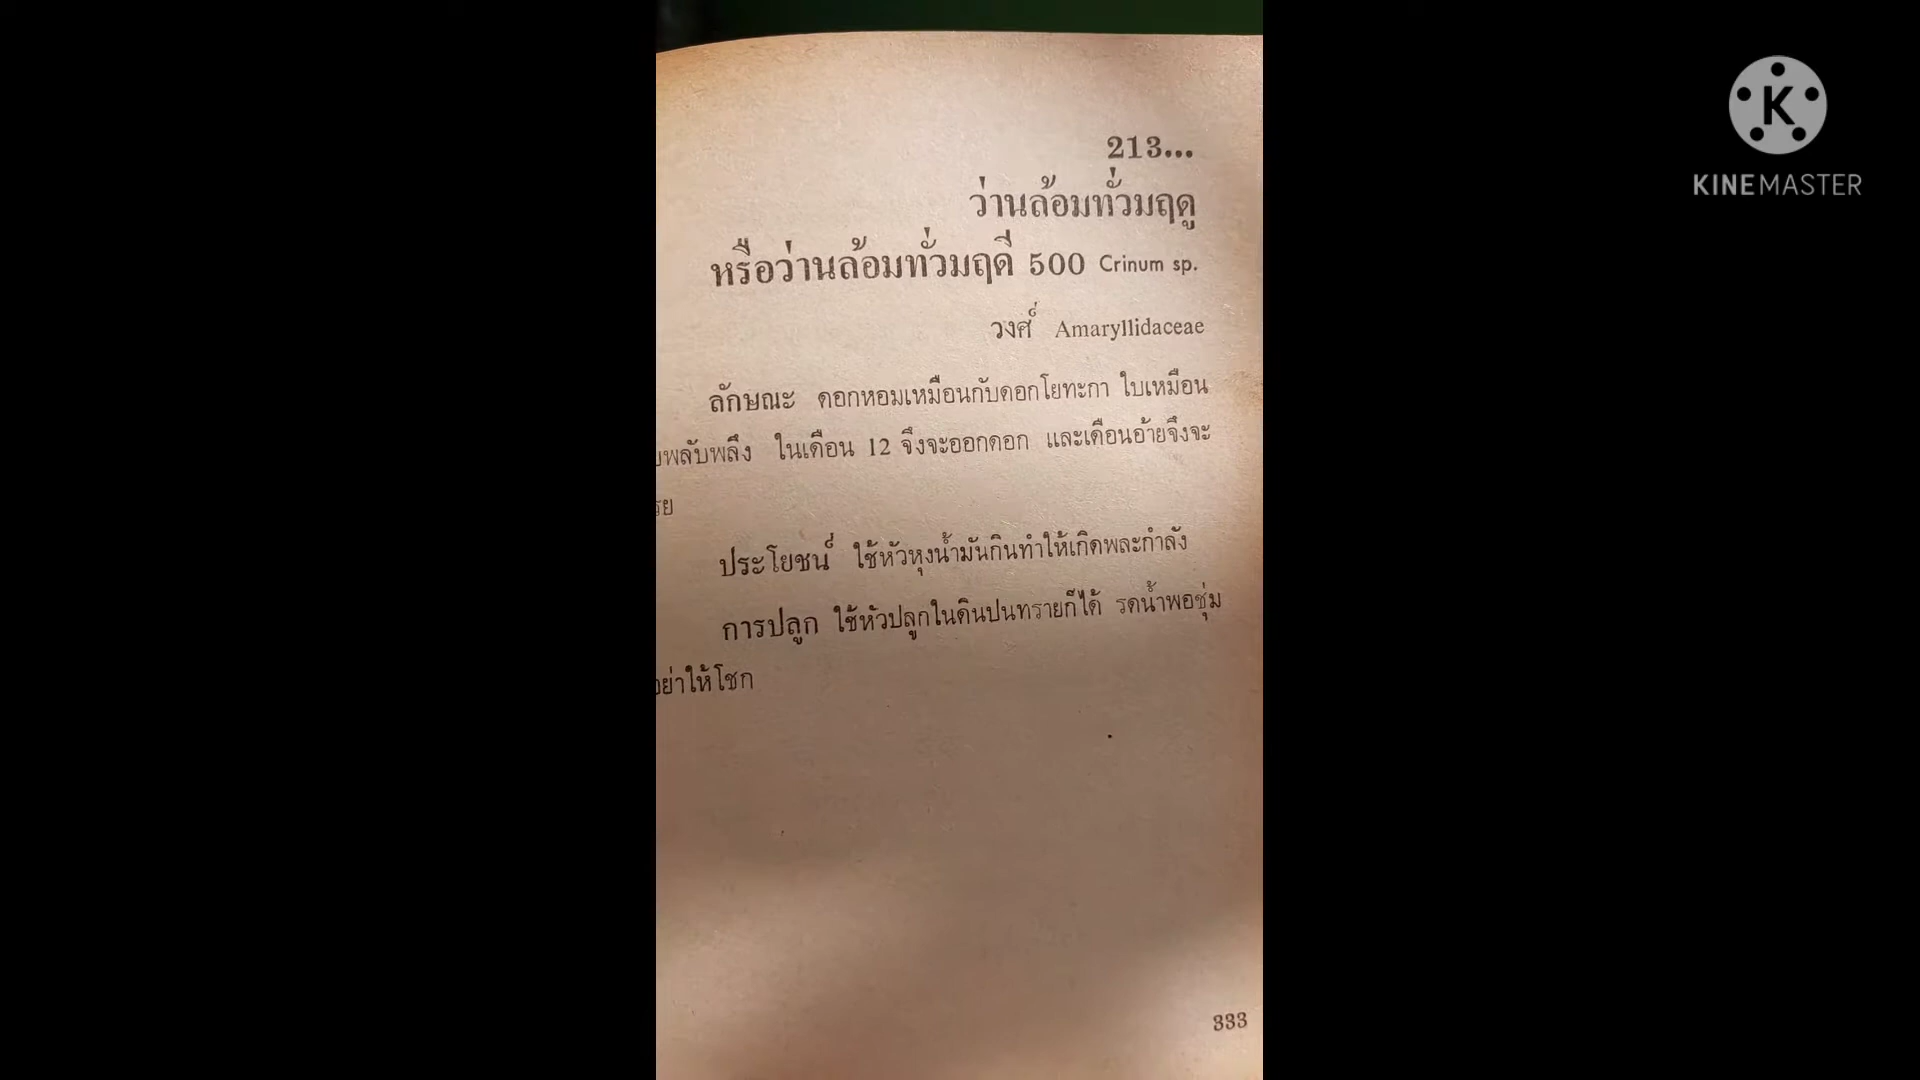 213...
ว่านล้อมทั่วมฤดู
หรือว่านล้อมทั่วมฤดี 500 Crinum sp.
วงศ์ Amaryllidaceae
ลักษณะ ดอกหอมเหมือนกับดอกโยทะกา ใบเหมือน
บพลับพลึง ในเดือน 12 จึงจะออกดอก และเดือนอ้ายจึงจะ
รย
ประโยชน์ ใช้หัวหุงน้ำมันกินทำให้เกิดพละกำลัง
การปลูก ใช้หัวปลูกในดินปนทรายก็ได้ รดน้ำพอชุ่ม
อย่าให้โชก
333
KINEMASTER